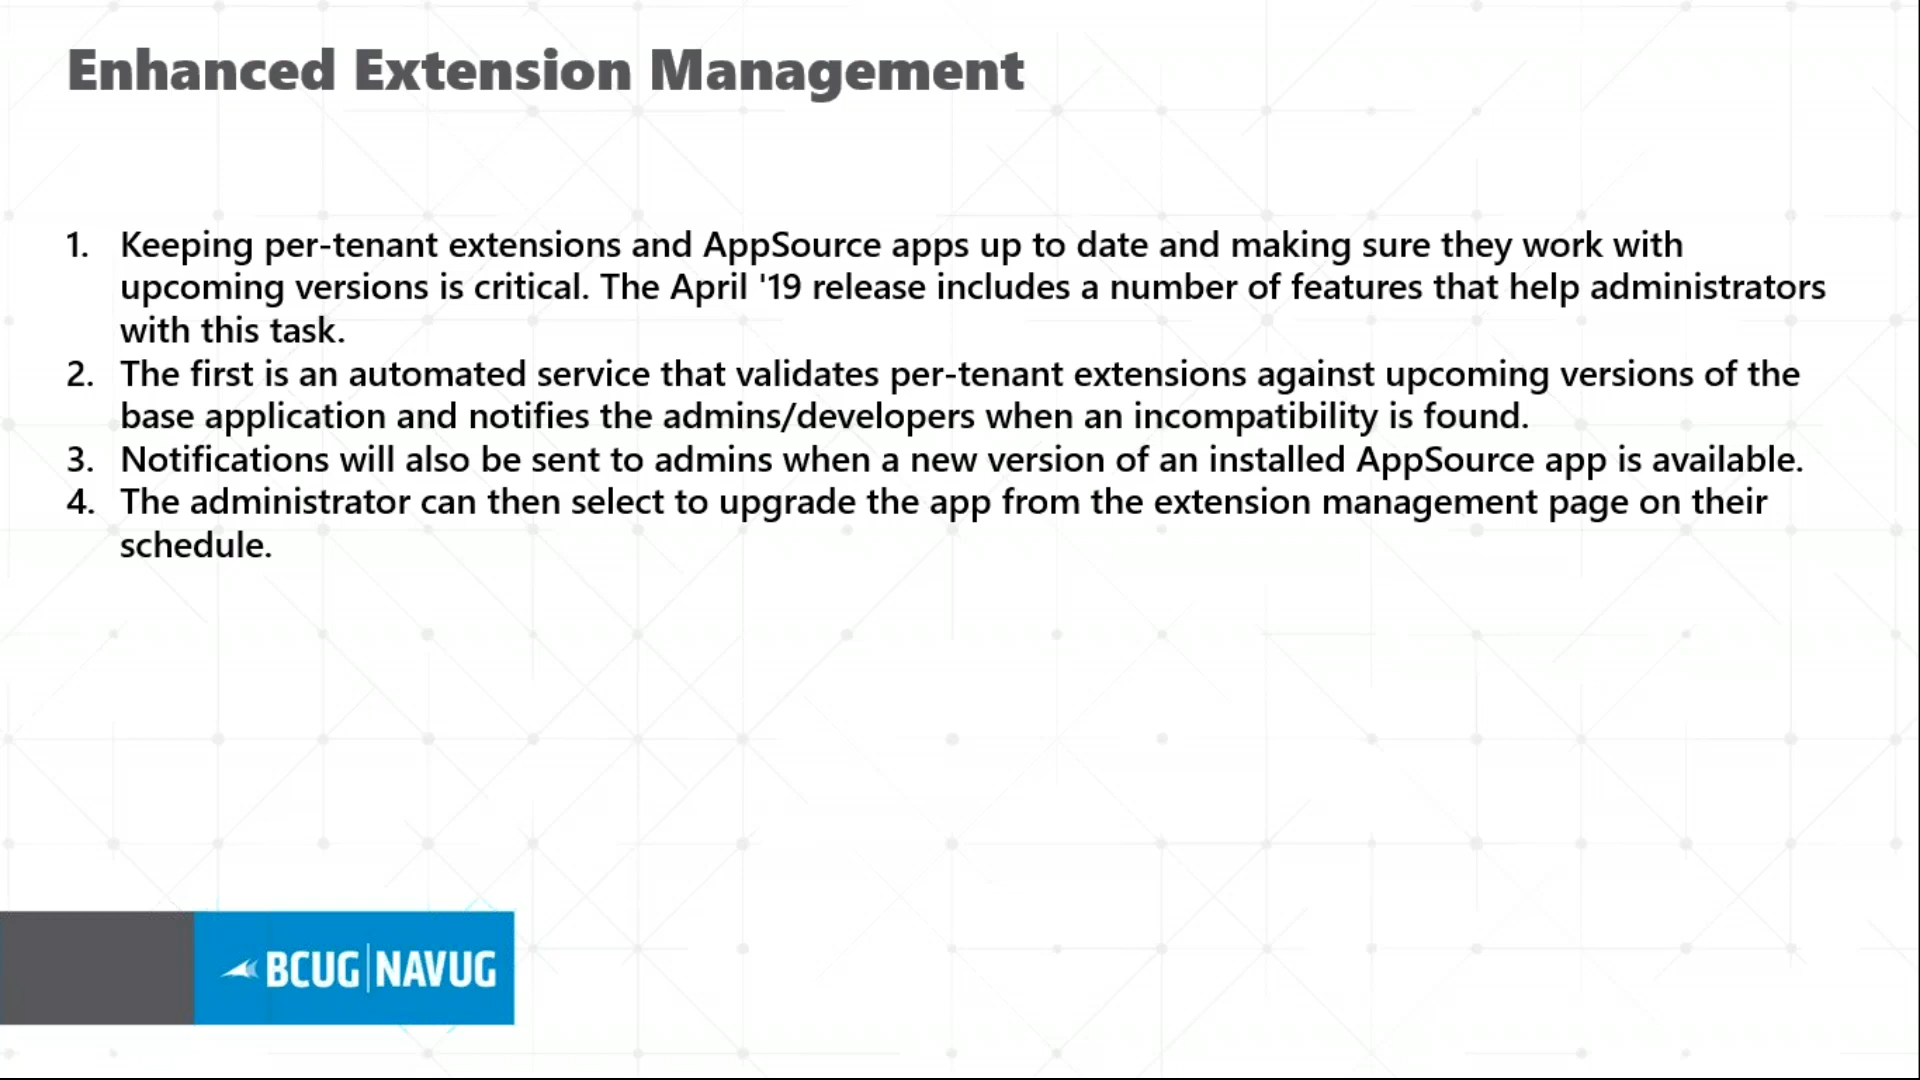 Enhanced Extension Management
1. Keeping per-tenant extensions and AppSource apps up to date and making sure they work with
upcoming versions is critical. The April '19 release includes a number of features that help administrators
with this task.
2. The first is an automated service that validates per-tenant extensions against upcoming versions of the
base application and notifies the admins/developers when an incompatibility is found.
3. Notifications will also be sent to admins when a new version of an installed AppSource app is available.
4. The administrator can then select to upgrade the app from the extension management page on their
schedule.
BCUG|NAVUG